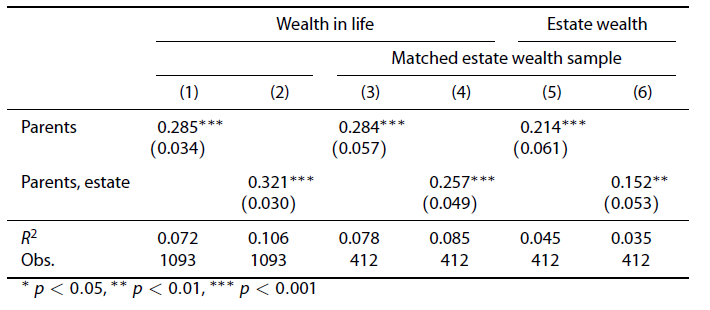 Wealth in life Estate wealth
Matched estate wealth sample
(1) (2) (3) (4) (5) (6)
Parents 0.285*** 0.284*** 0.214***
(0.034) (0.057) (0.061)
Parents, estate 0.321*** 0.257*** 0.152**
(0.030) (0.049) (0.053)
R² 0.072 0.106 0.078 0.085 0.045 0.035
Obs. 1093 1093 412 412 412 412
* p < 0.05, ** p < 0.01, *** p < 0.001